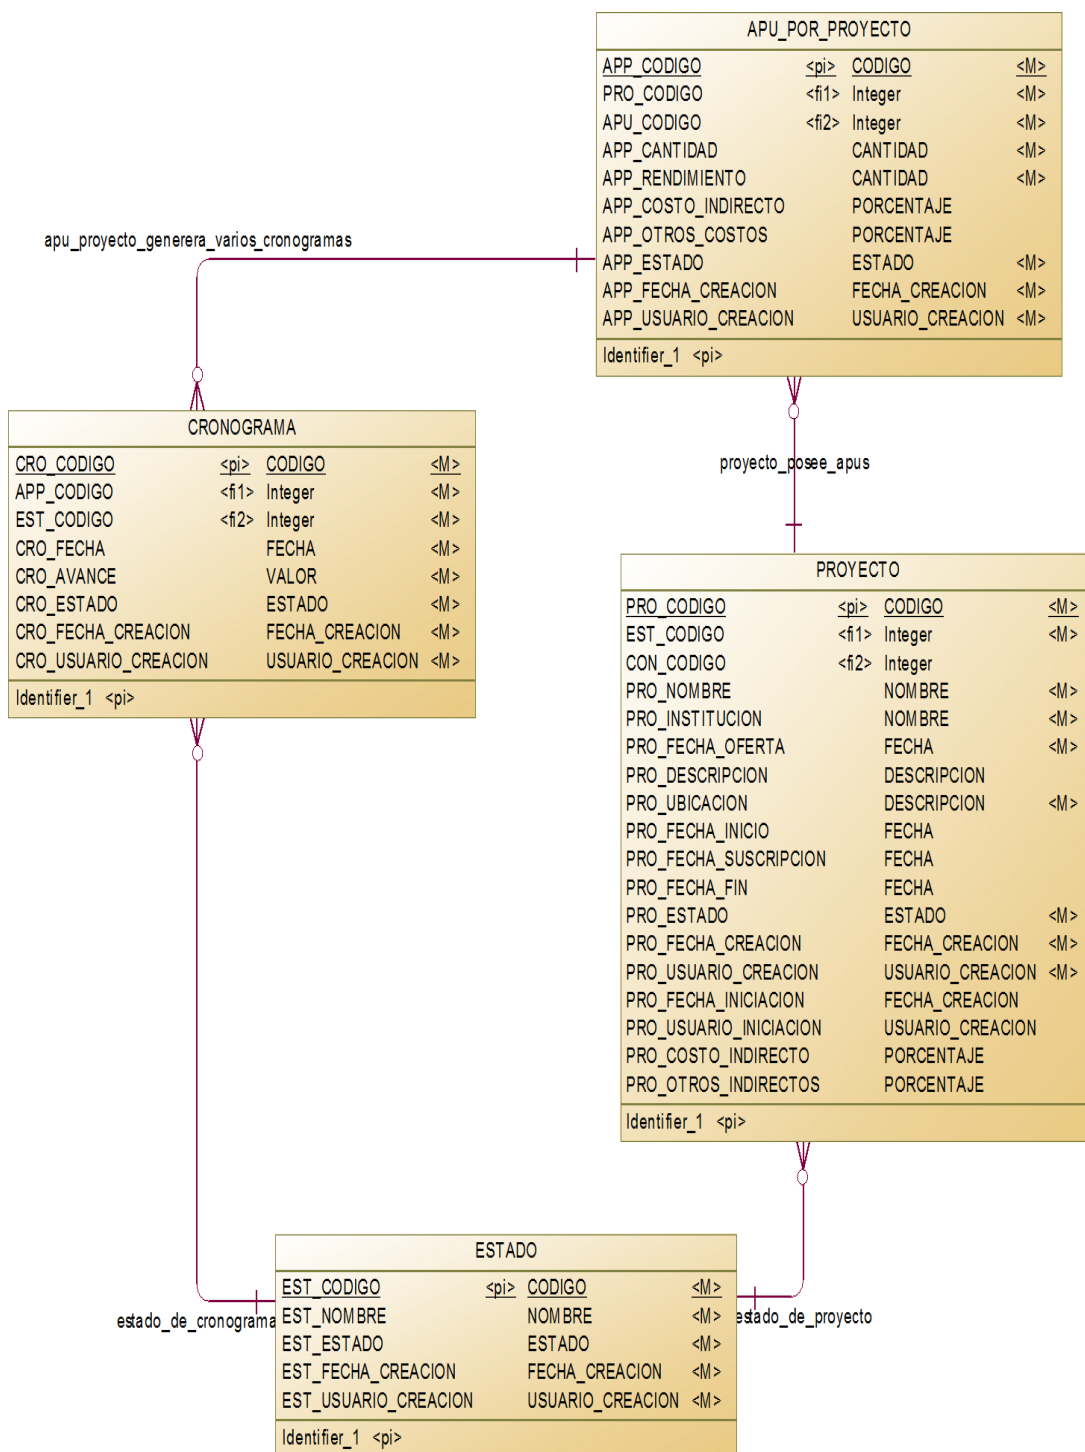 APU_POR_PROYECTO
APP_CODIGO <pi> CODIGO <M>
PRO_CODIGO <fi1> Integer <M>
APU_CODIGO <fi2> Integer <M>
APP_CANTIDAD CANTIDAD <M>
APP_RENDIMIENTO CANTIDAD <M>
APP_COSTO_INDIRECTO PORCENTAJE
APP_OTROS_COSTOS PORCENTAJE
APP_ESTADO ESTADO <M>
APP_FECHA_CREACION FECHA_CREACION <M>
APP_USUARIO_CREACION USUARIO_CREACION <M>
Identifier_1 <pi>
apu_proyecto_generera_varios_cronogramas
CRONOGRAMA
CRO_CODIGO <pi> CODIGO <M>
APP_CODIGO <fi1> Integer <M>
EST_CODIGO <fi2> Integer <M>
CRO_FECHA FECHA <M>
CRO_AVANCE VALOR <M>
CRO_ESTADO ESTADO <M>
CRO_FECHA_CREACION FECHA_CREACION <M>
CRO_USUARIO_CREACION USUARIO_CREACION <M>
Identifier_1 <pi>
proyecto_posee_apus
PROYECTO
PRO_CODIGO <pi> CODIGO <M>
EST_CODIGO <fi1> Integer <M>
CON_CODIGO <fi2> Integer
PRO_NOMBRE NOMBRE <M>
PRO_INSTITUCION NOMBRE <M>
PRO_FECHA_OFERTA FECHA <M>
PRO_DESCRIPCION DESCRIPCION
PRO_UBICACION DESCRIPCION <M>
PRO_FECHA_INICIO FECHA
PRO_FECHA_SUSCRIPCION FECHA
PRO_FECHA_FIN FECHA
PRO_ESTADO ESTADO <M>
PRO_FECHA_CREACION FECHA_CREACION <M>
PRO_USUARIO_CREACION USUARIO_CREACION <M>
PRO_FECHA_INICIACION FECHA_CREACION
PRO_USUARIO_INICIACION USUARIO_CREACION
PRO_COSTO_INDIRECTO PORCENTAJE
PRO_OTROS_INDIRECTOS PORCENTAJE
Identifier_1 <pi>
ESTADO
EST_CODIGO <pi> CODIGO <M>
EST_NOMBRE NOMBRE <M>
EST_ESTADO ESTADO <M>
EST_FECHA_CREACION FECHA_CREACION <M>
EST_USUARIO_CREACION USUARIO_CREACION <M>
Identifier_1 <pi>
estado_de_cronograma
estado_de_proyecto